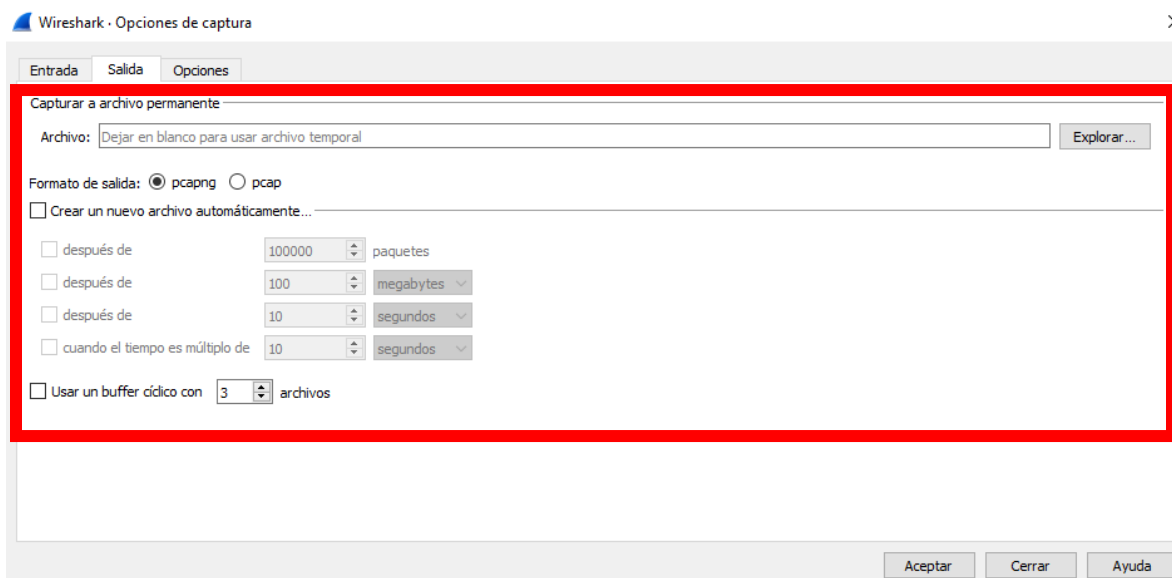 Wireshark · Opciones de captura
Entrada Salida Opciones
Capturar a archivo permanente
Archivo: Dejar en blanco para usar archivo temporal Explorar...
Formato de salida: pcapng pcap
Crear un nuevo archivo automáticamente...
después de 100000 paquetes
después de 100 megabytes
después de 10 segundos
cuando el tiempo es múltiplo de 10 segundos
Usar un buffer cíclico con 3 archivos
Aceptar Cerrar Ayuda